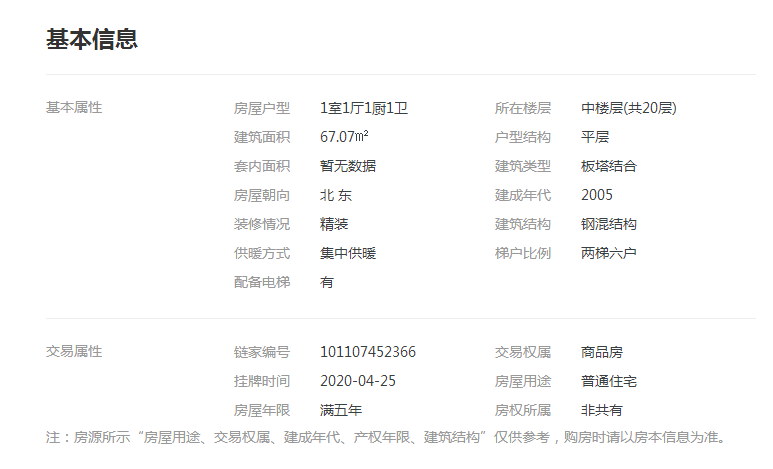 基本信息
基本属性 房屋户型 1室1厅1厨1卫 所在楼层 中楼层(共20层)
建筑面积 67.07㎡ 户型结构 平层
套内面积 暂无数据 建筑类型 板塔结合
房屋朝向 北 东 建成年代 2005
装修情况 精装 建筑结构 钢混结构
供暖方式 集中供暖 梯户比例 两梯六户
配备电梯 有
交易属性 链家编号 101107452366 交易权属 商品房
挂牌时间 2020-04-25 房屋用途 普通住宅
房屋年限 满五年 房权所属 非共有
注：房源所示“房屋用途、交易权属、建成年代、产权年限、建筑结构”仅供参考，购房时请以房本信息为准。